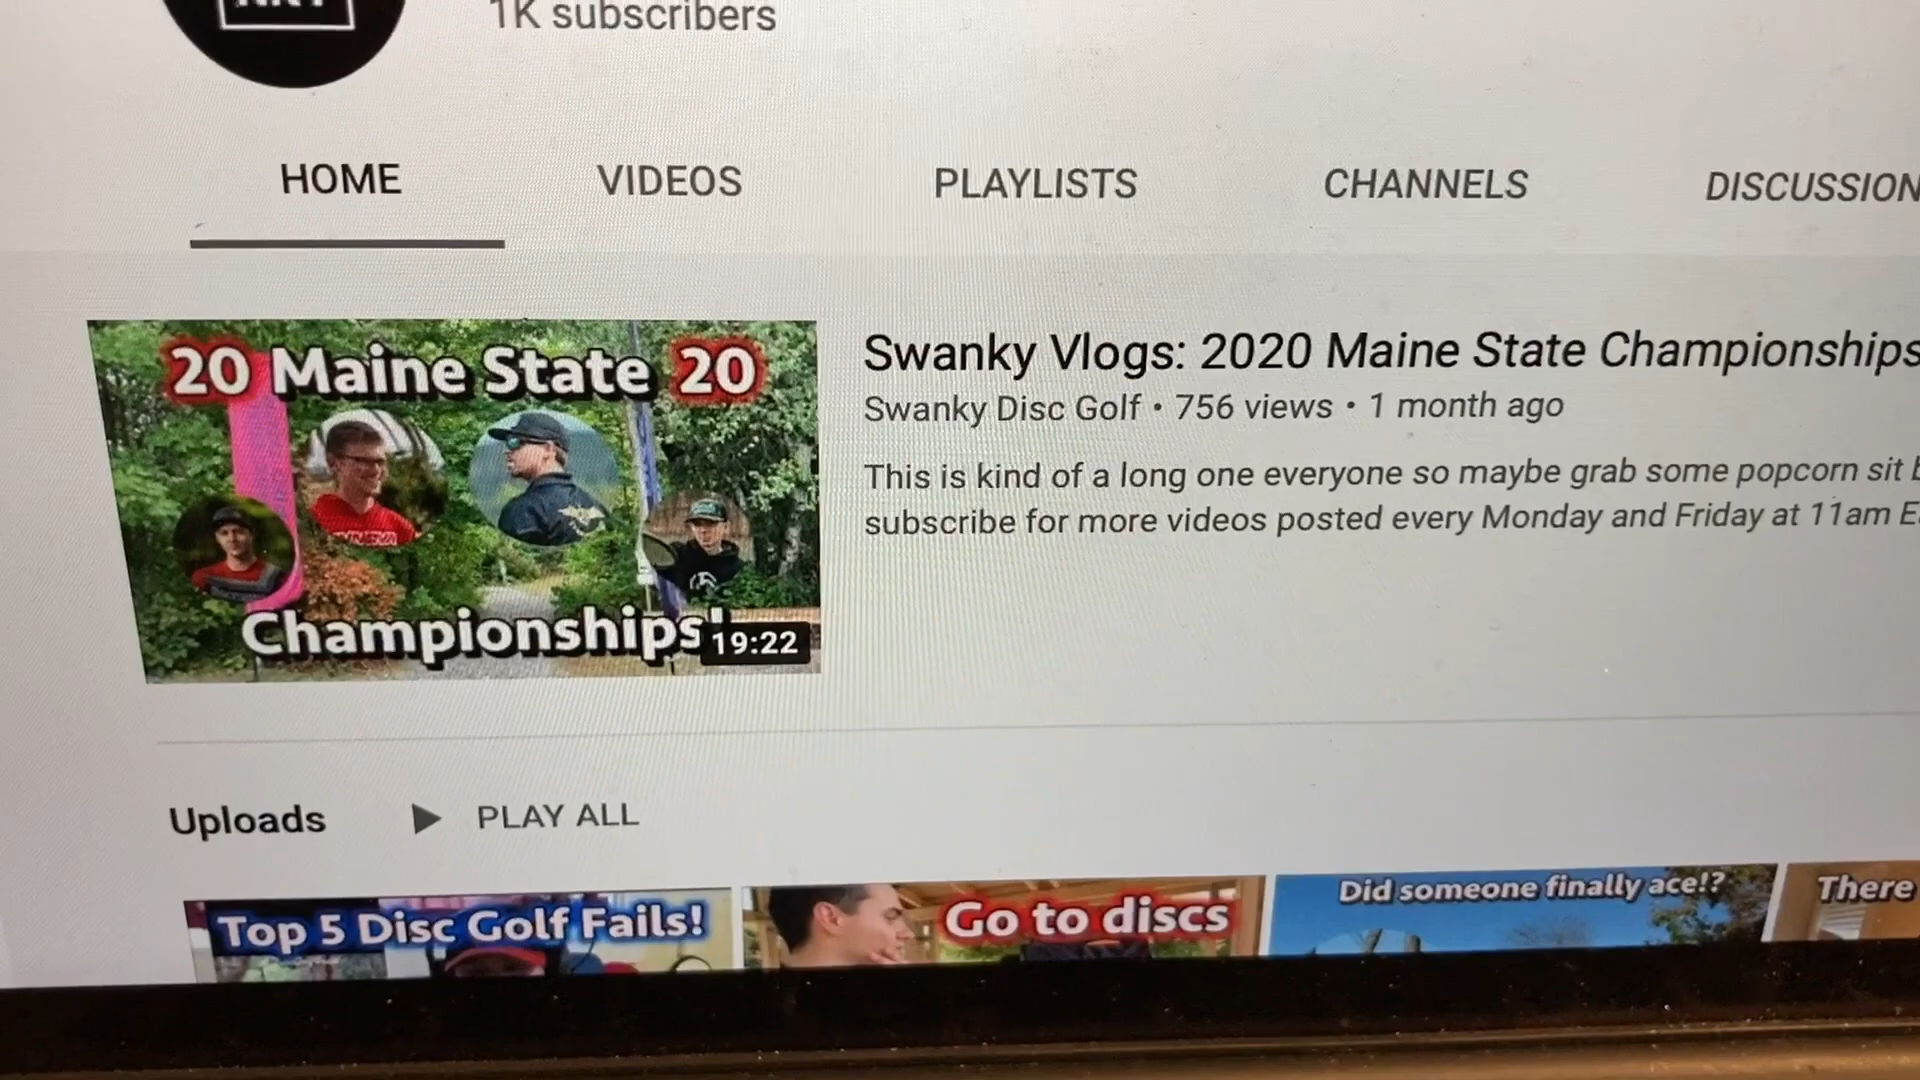 1K subscribers
HOME VIDEOS PLAYLISTS CHANNELS DISCUSSION
20 Maine State 20
Championships!
19:22
Swanky Vlogs: 2020 Maine State Championships
Swanky Disc Golf • 756 views • 1 month ago
This is kind of a long one everyone so maybe grab some popcorn sit
subscribe for more videos posted every Monday and Friday at 11am
Uploads ▶ PLAY ALL
Top 5 Disc Golf Fails!
Go to discs
Did someone finally ace!?
There